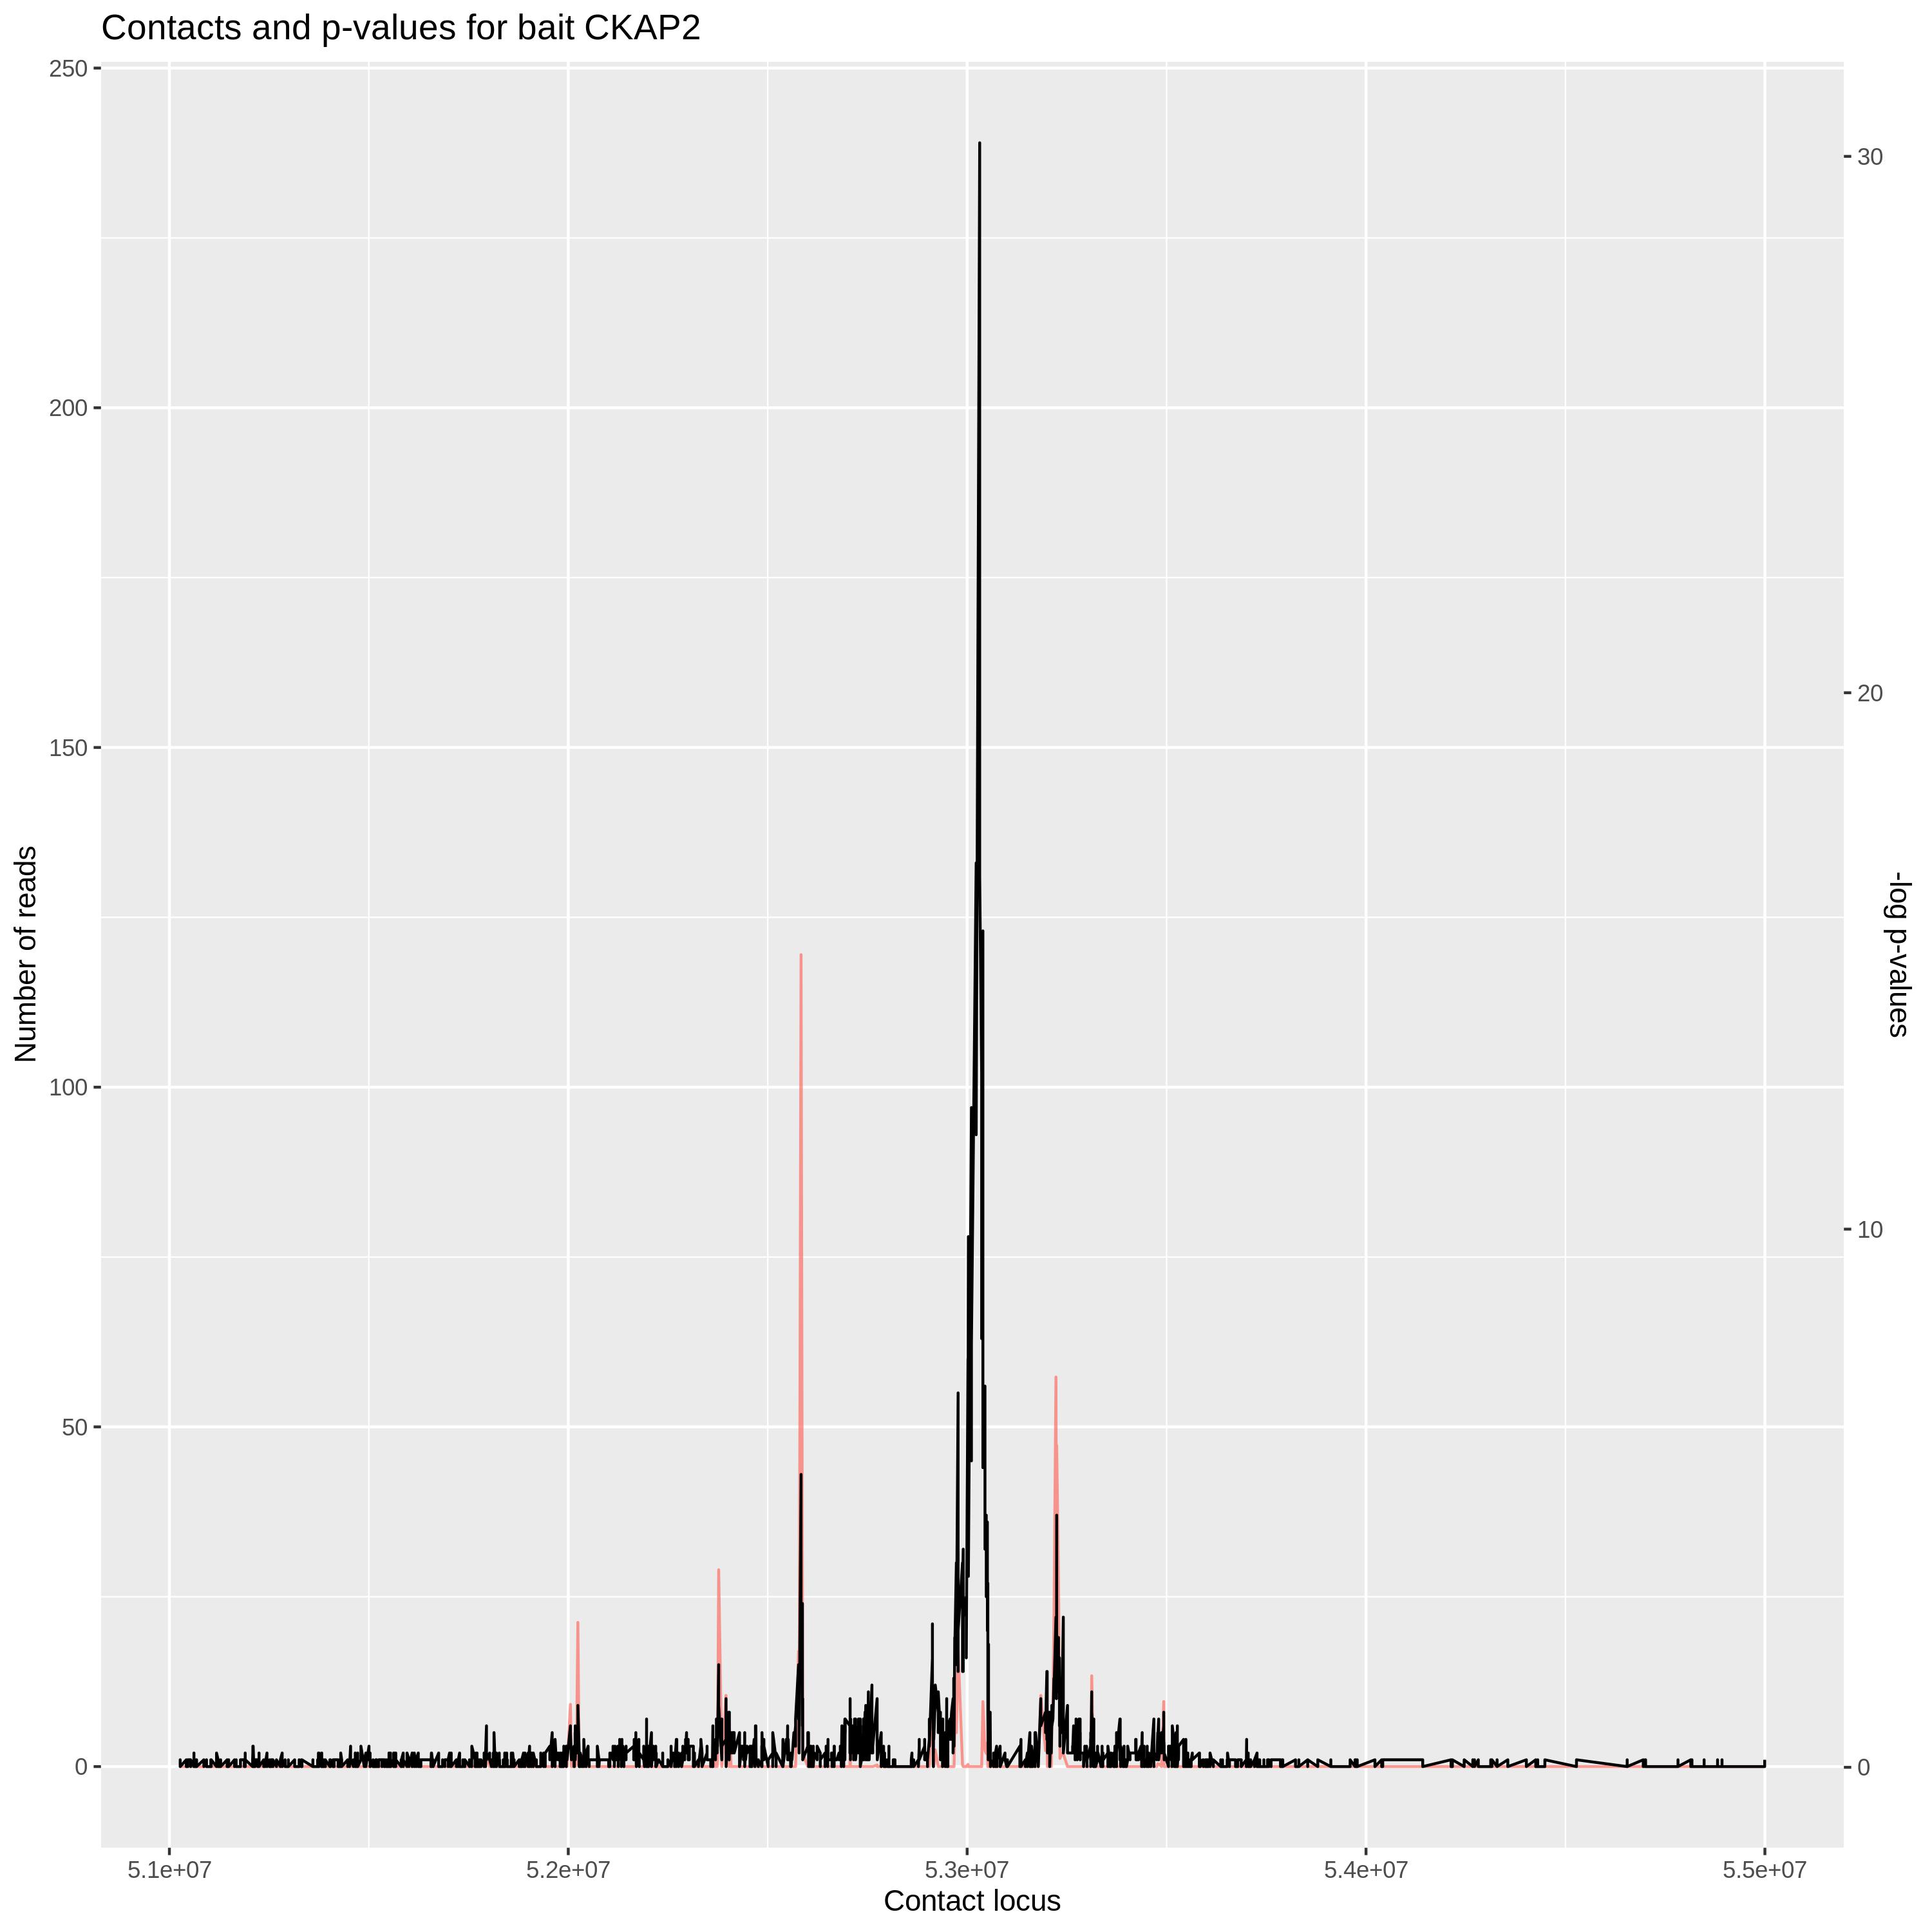 Contacts and p-values for bait CKAP2
250
200
150
100
50
0
Number of reads
30
20
10
0
-log p-values
5.1e+07
5.2e+07
5.3e+07
5.4e+07
5.5e+07
Contact locus